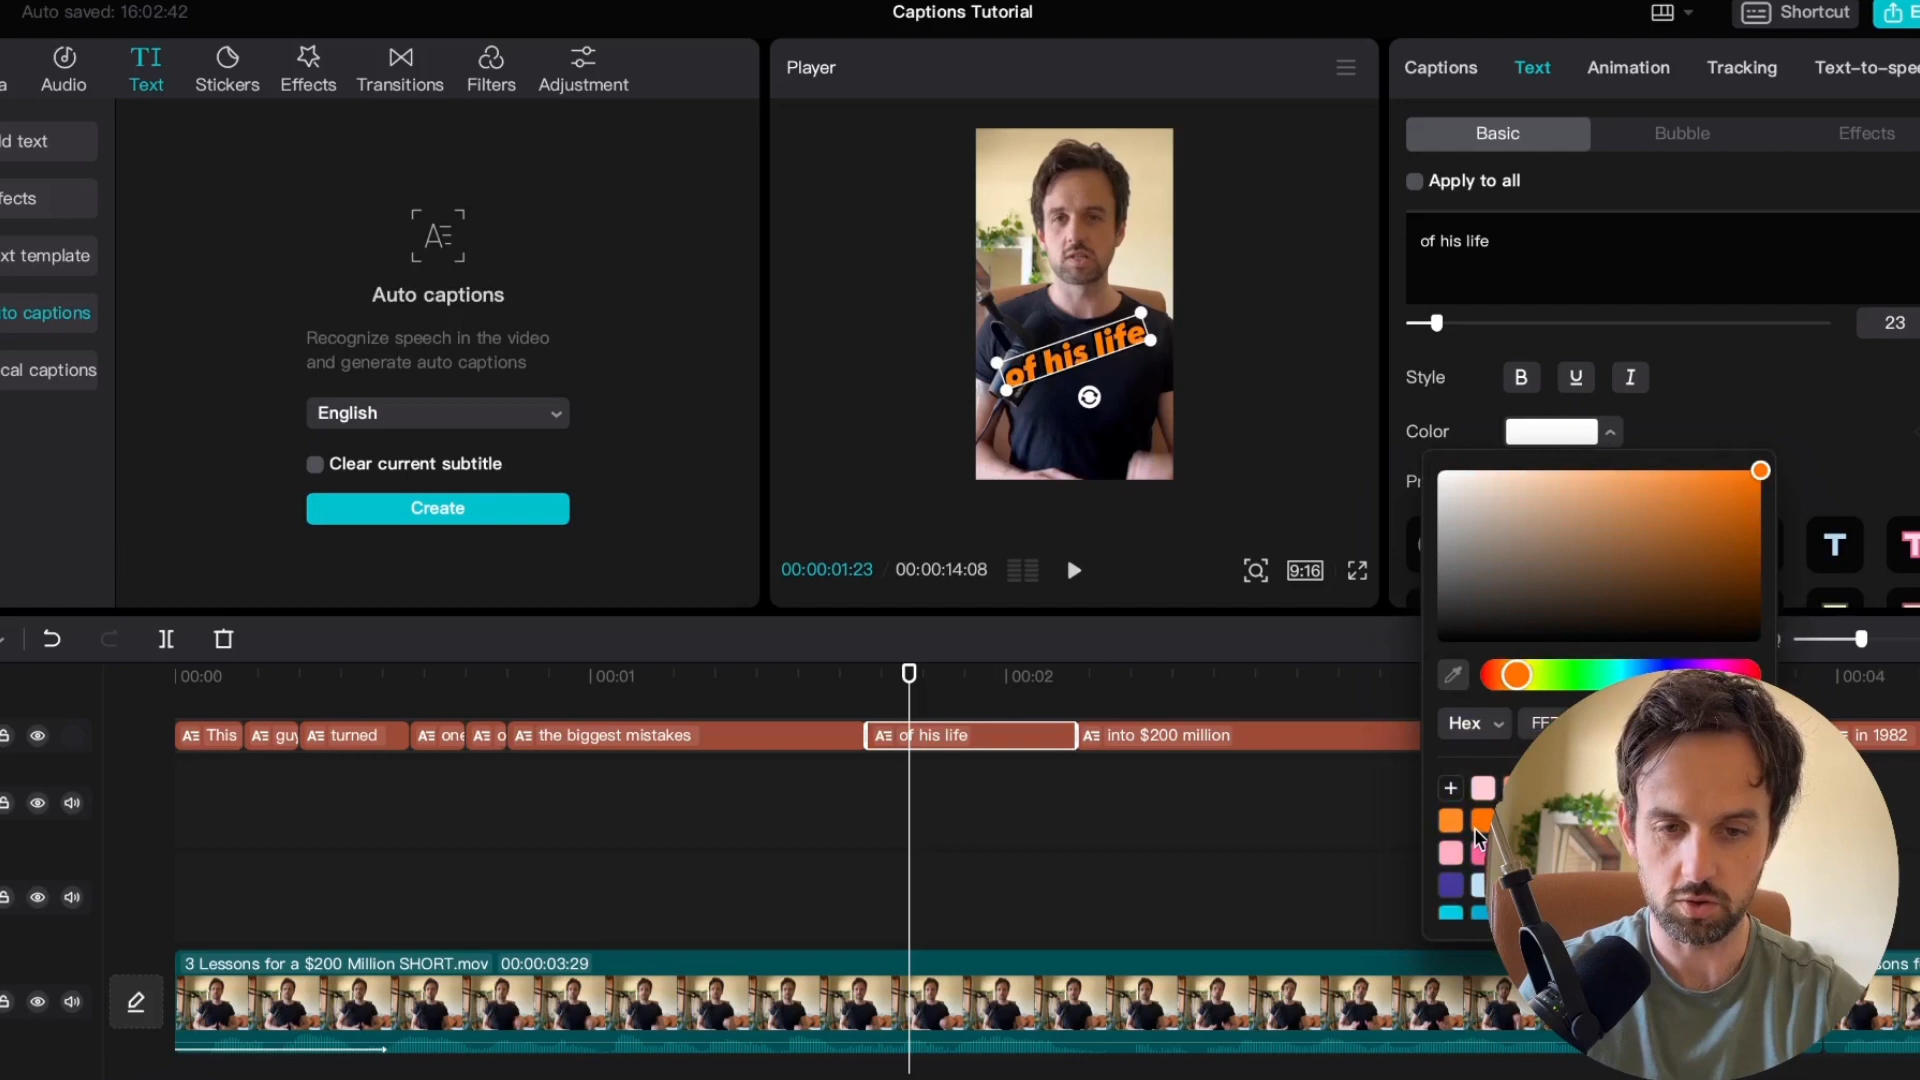 Auto saved: 16:02:42
Captions Tutorial
Shortcut
Audio
TI
Text
Stickers
Effects
Transitions
Filters
Adjustment
Player
Captions
Text
Animation
Tracking
Text-to-spee
Basic
Bubble
Effects
Apply to all
ld text
fects
xt template
to captions
cal captions
A
Auto captions
Recognize speech in the video
and generate auto captions
English
Clear current subtitle
Create
of his life
00:00:01:23 / 00:00:14:08
9:16
of his life
23
Style
B
U
I
Color
Pr
T
T
Hex
FF7
00:00
00:01
00:02
00:04
This
guy
turned
one
o
the biggest mistakes
of his life
into $200 million
in 1982
3 Lessons for a $200 Million SHORT.mov 00:00:03:29
sons f